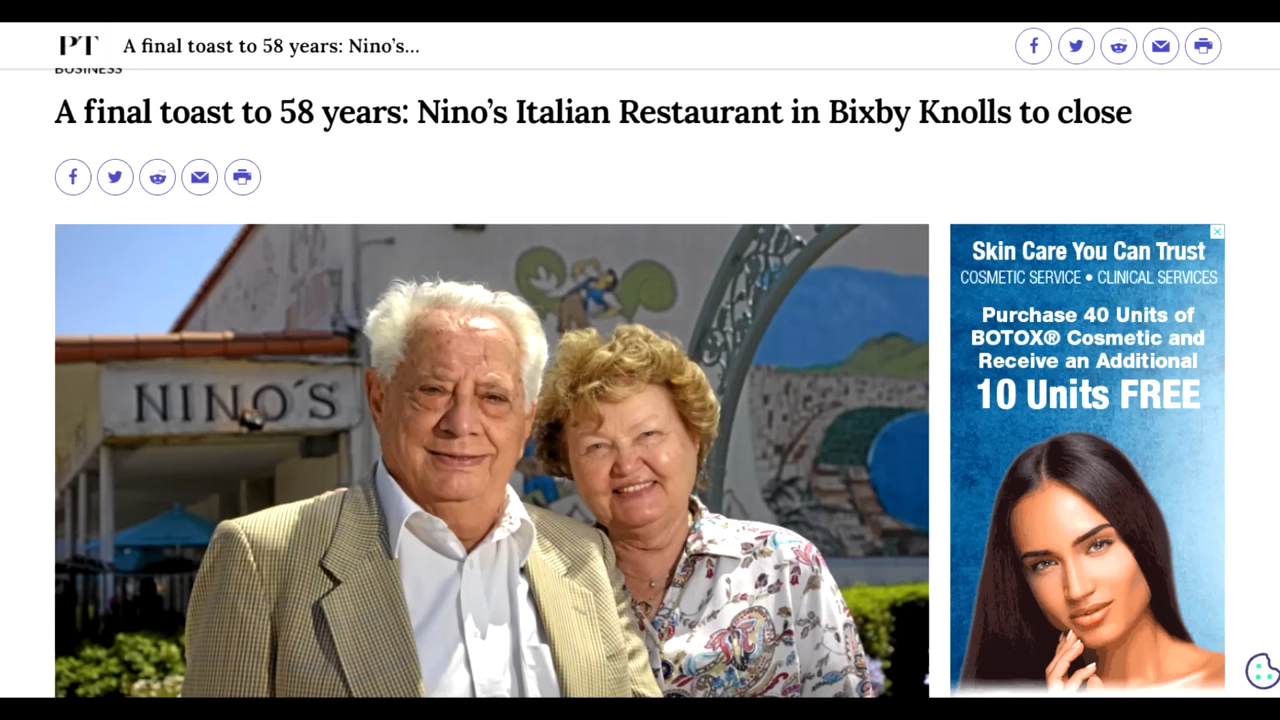 PT A final toast to 58 years: Nino’s...
BUSINESS
A final toast to 58 years: Nino’s Italian Restaurant in Bixby Knolls to close
NINO'S
Skin Care You Can Trust
COSMETIC SERVICE • CLINICAL SERVICES
Purchase 40 Units of
BOTOX® Cosmetic and
Receive an Additional
10 Units FREE